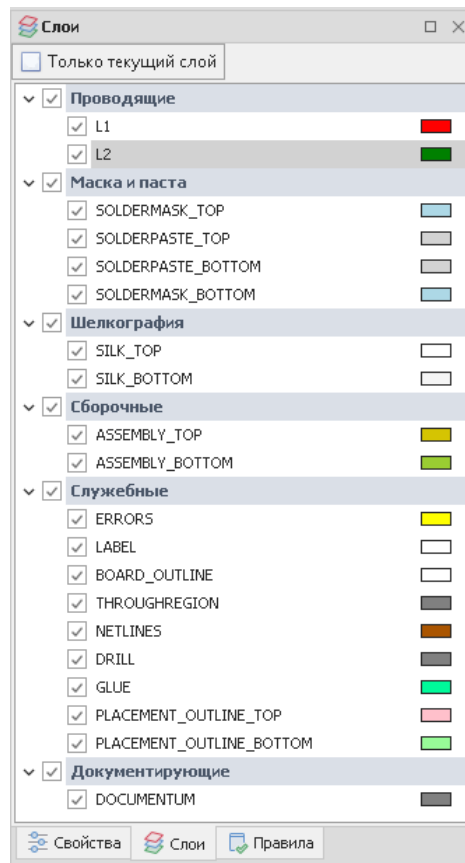 Слои
Только текущий слой
Проводящие
L1
L2
Маска и паста
SOLDERMASK_TOP
SOLDERPASTE_TOP
SOLDERPASTE_BOTTOM
SOLDERMASK_BOTTOM
Шелкография
SILK_TOP
SILK_BOTTOM
Сборочные
ASSEMBLY_TOP
ASSEMBLY_BOTTOM
Служебные
ERRORS
LABEL
BOARD_OUTLINE
THROUGHREGION
NETLINES
DRILL
GLUE
PLACEMENT_OUTLINE_TOP
PLACEMENT_OUTLINE_BOTTOM
Документирующие
DOCUMENTUM
Свойства Слои Правила